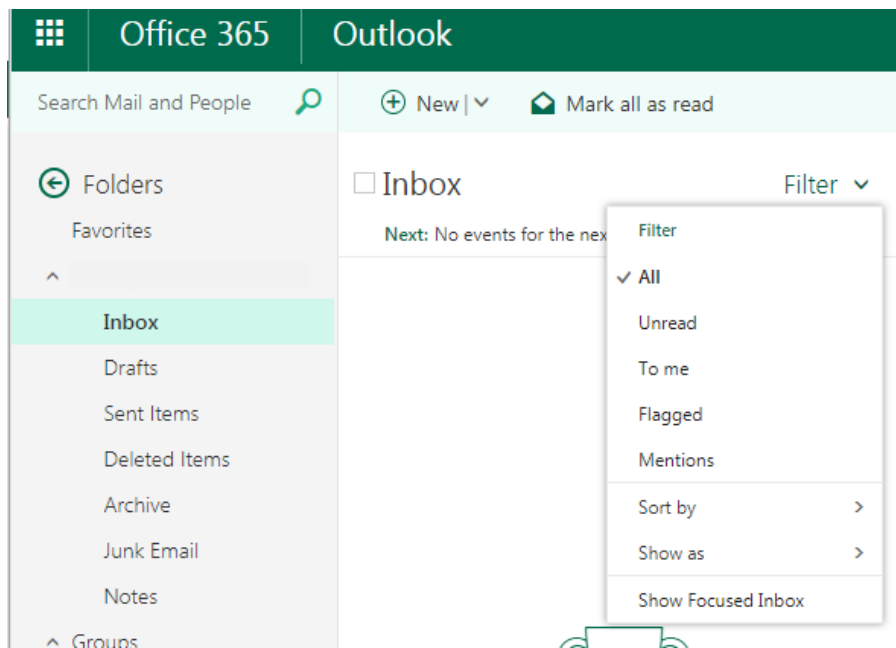 Office 365 Outlook
Search Mail and People New Mark all as read
Folders
Favorites
Inbox
Drafts
Sent Items
Deleted Items
Archive
Junk Email
Notes
Groups
Inbox Filter
Next: No events for the nex
Filter
All
Unread
To me
Flagged
Mentions
Sort by
Show as
Show Focused Inbox